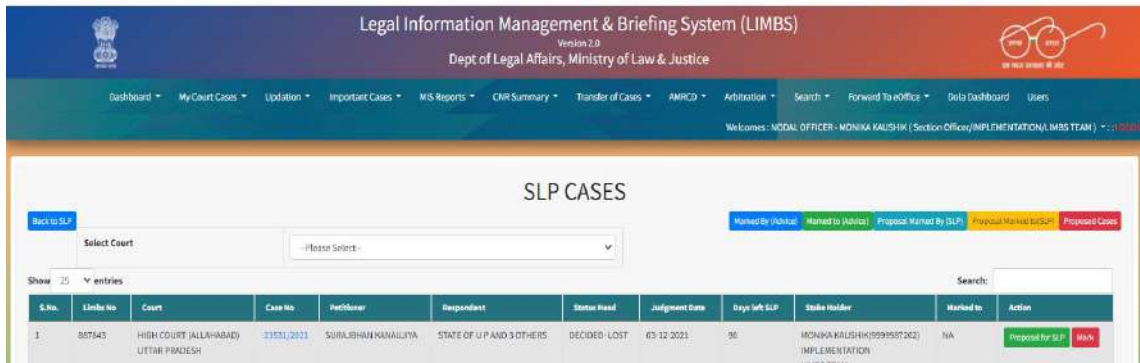 Legal Information Management & Briefing System (LIMBS)
Version 2.0
Dept of Legal Affairs, Ministry of Law & Justice
Dashboard My Court Cases Updation Important Cases MIS Reports CNR Summary Transfer of Cases AMRCD Arbitration Search Forward To eOffice Dola Dashboard Users
Welcomes : NODAL OFFICER - MONIKA KAUSHIK ( Section Officer/IMPLEMENTATION/LIMBS TEAM )
SLP CASES
Back to SLP Marked By (Advice) Marked to (Advice) Proposal Marked By (SLP) Proposal Marked to(SLP) Proposed Cases
Select Court --Please Select--
Show 25 entries Search:
S.No. Limbs No Court Case No Petitioner Respondent Status Head Judgment Date Days left SLP Stake Holder Marked to Action
1 887643 HIGH COURT (ALLAHABAD) 21531/2021 STATE OF U P AND 3 OTHERS DECIDED-LOST 03-12-2021 90 MONIKA KAUSHIK(9999587202) NA Proposal for SLP Mark
UTTAR PRADESH IMPLEMENTATION